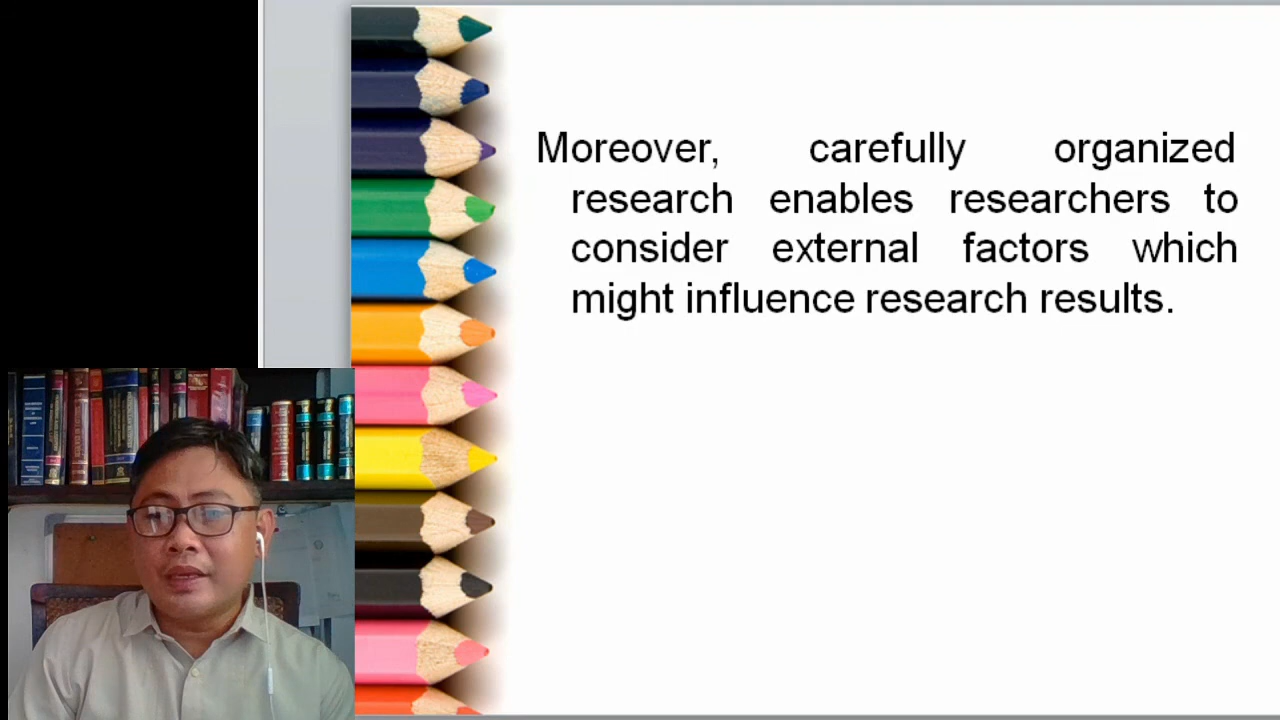 Moreover, carefully organized
research enables researchers to
consider external factors which
might influence research results.